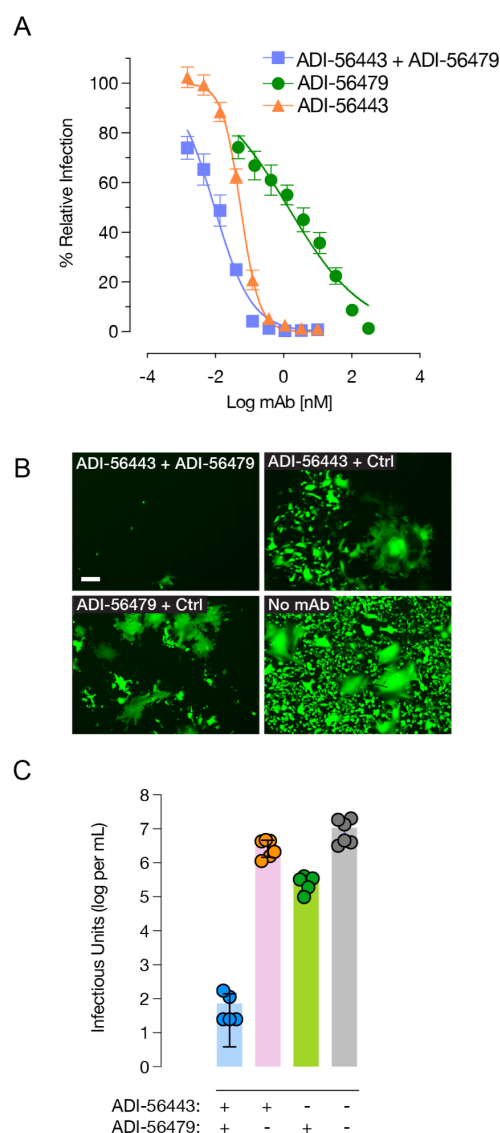 A
ADI-56443 + ADI-56479
ADI-56479
ADI-56443
% Relative Infection
100
80
60
40
20
0
-4 -2 0 2 4
Log mAb [nM]
B
ADI-56443 + ADI-56479
ADI-56443 + Ctrl
ADI-56479 + Ctrl
No mAb
C
Infectious Units (log per mL)
8
7
6
5
4
3
2
1
0
ADI-56443: + + - -
ADI-56479: + - + -